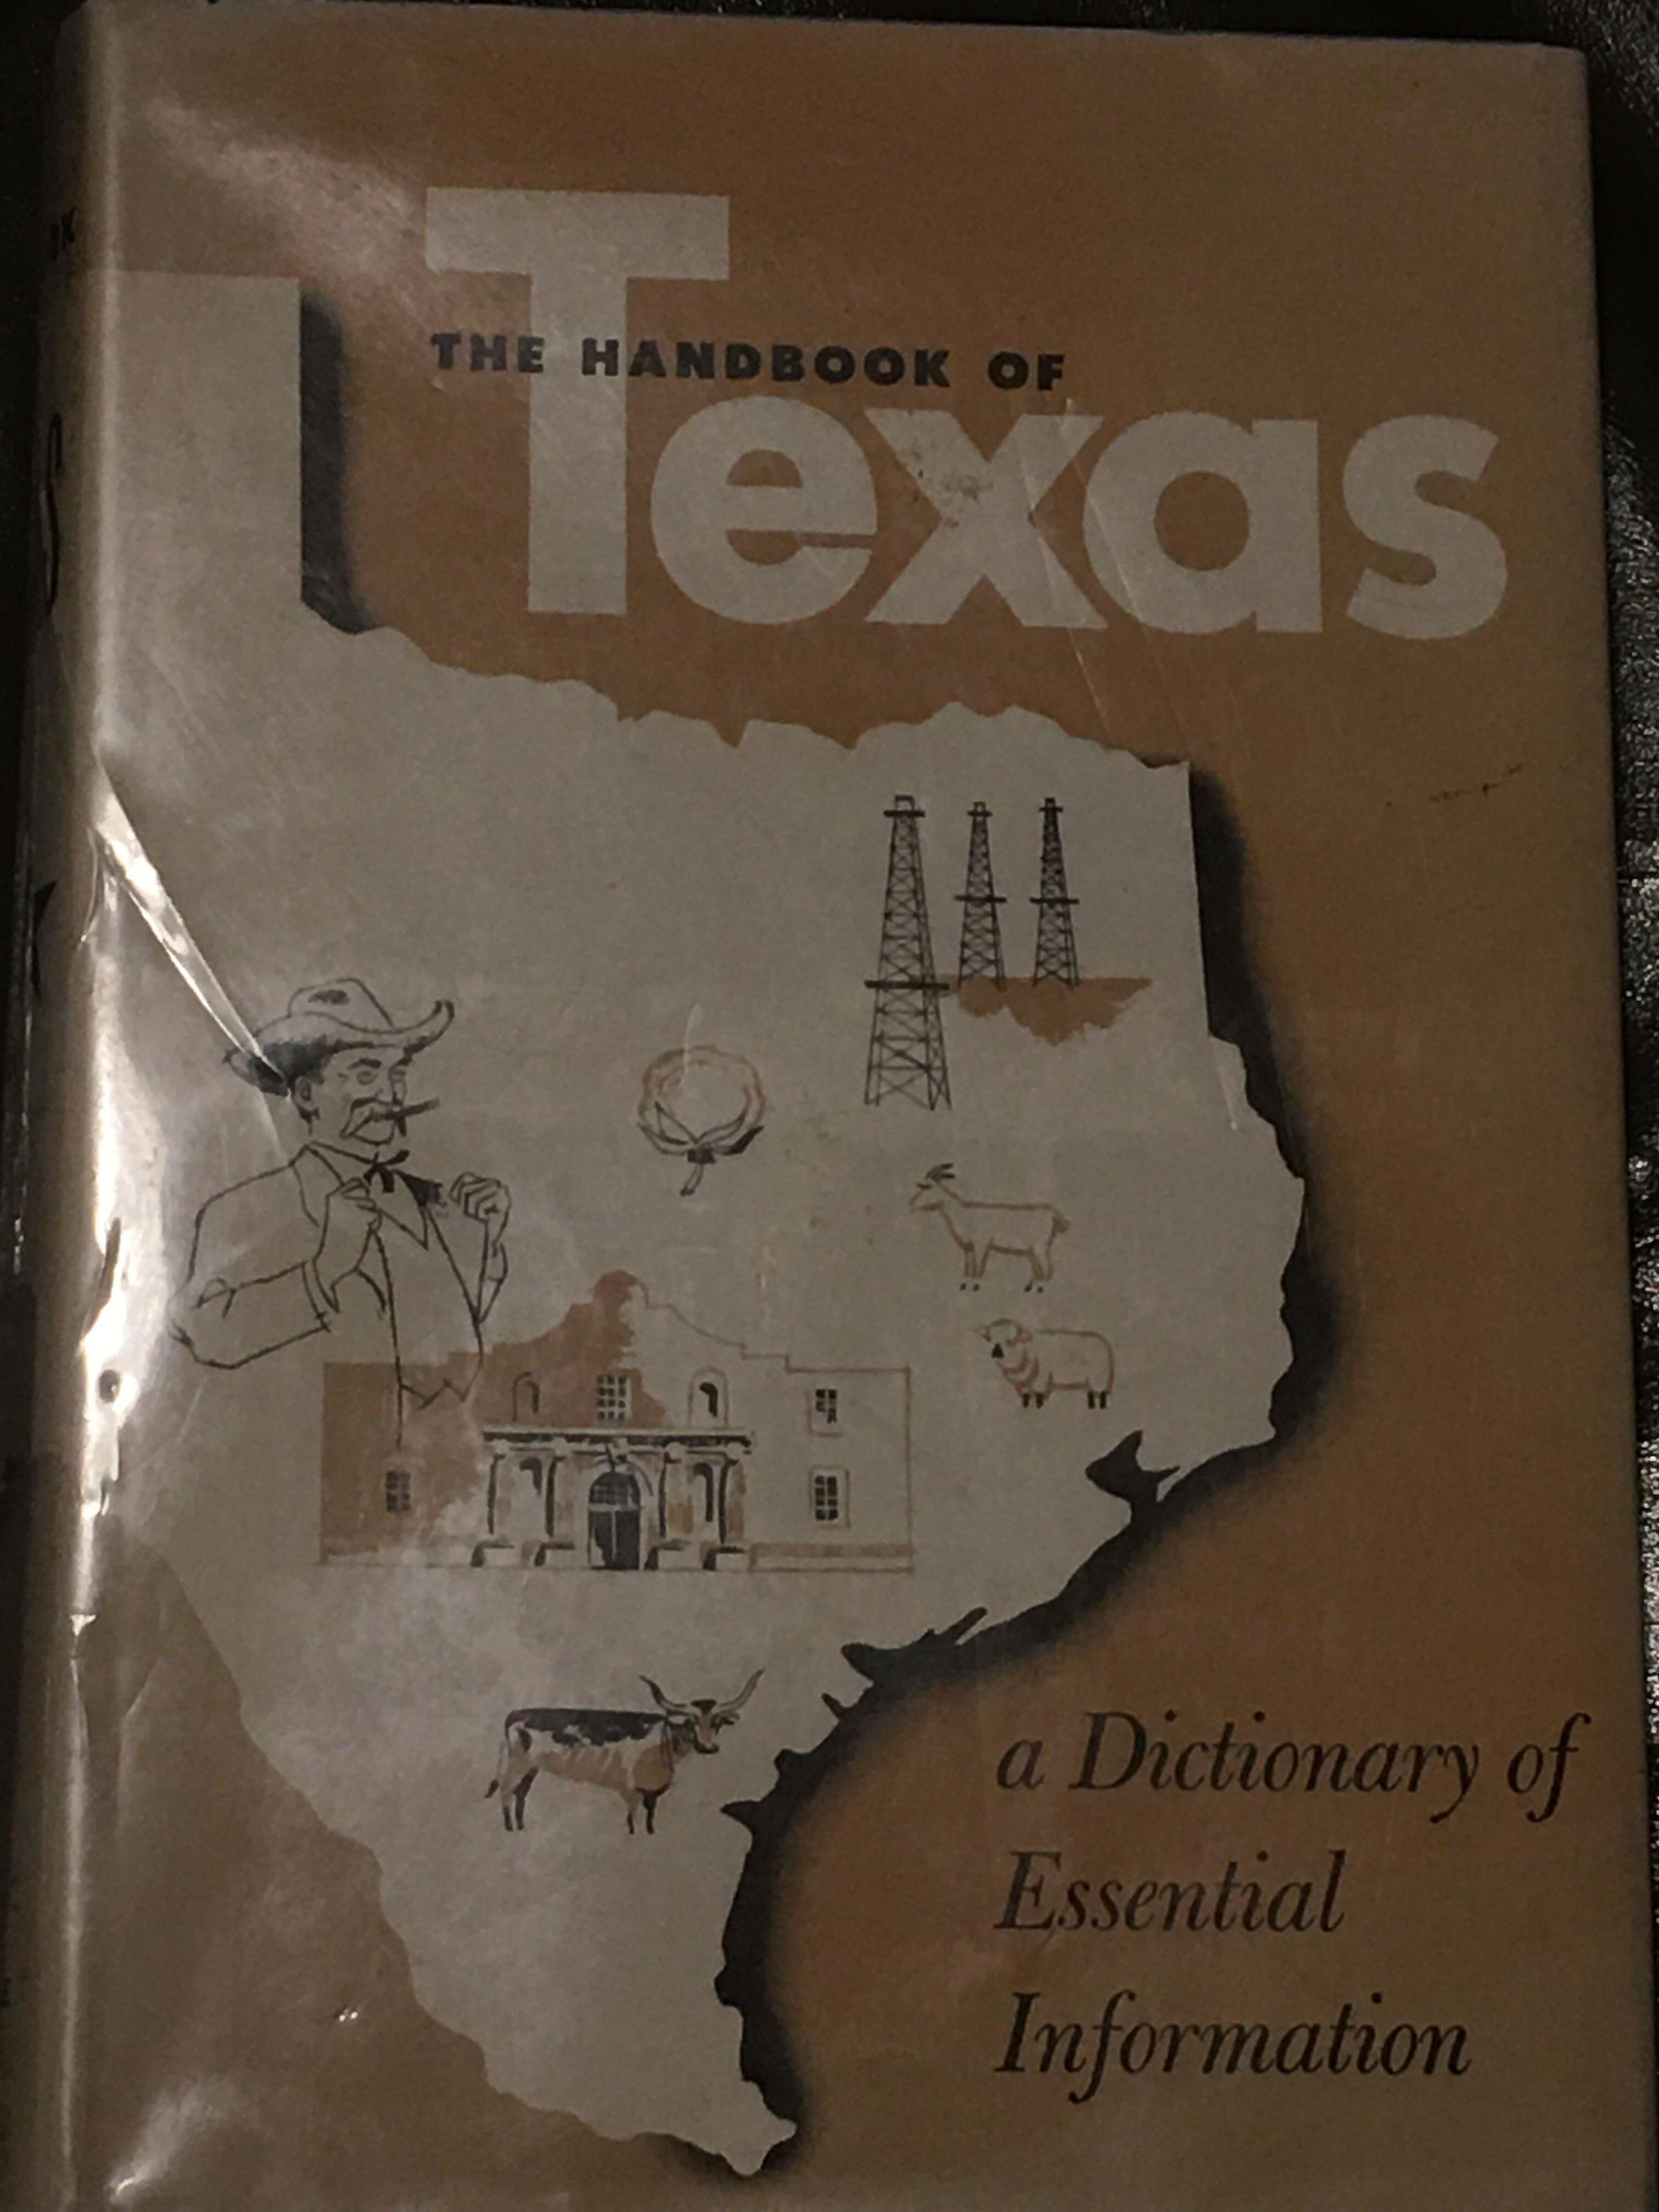 THE HANDBOOK OF
Texas
a Dictionary of
Essential
Information